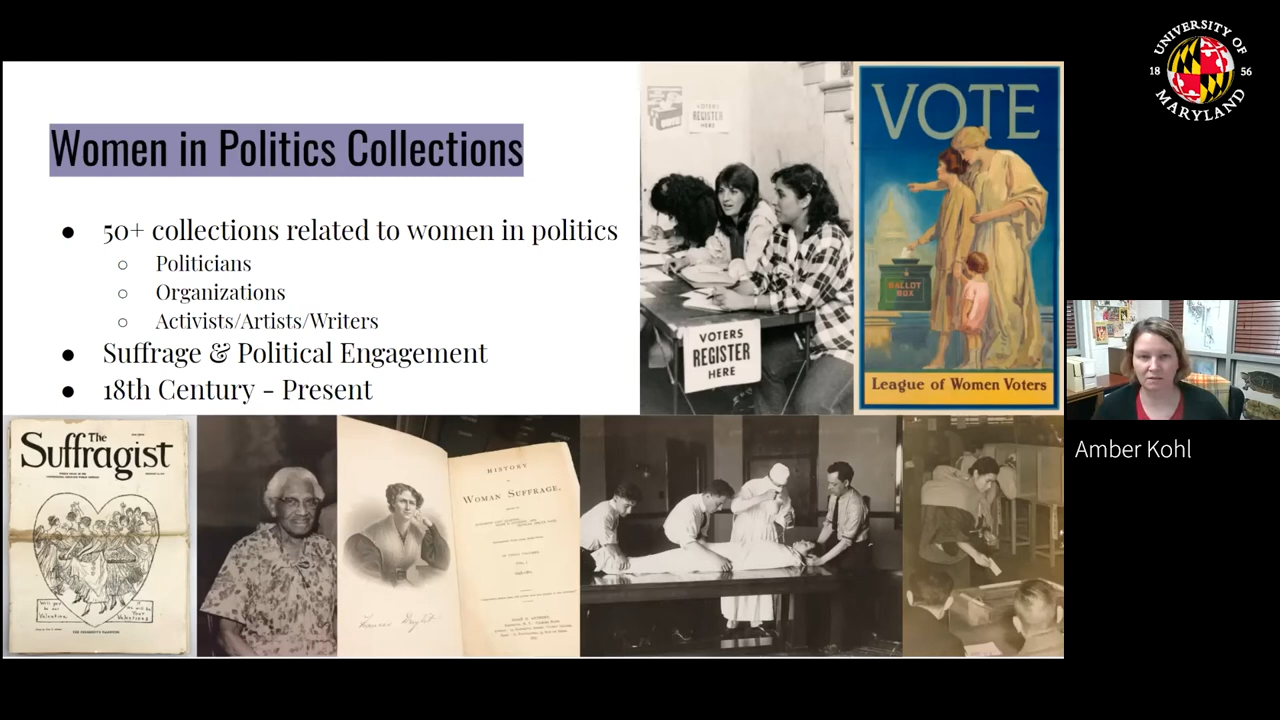 Women in Politics Collections
● 50+ collections related to women in politics
○ Politicians
○ Organizations
○ Activists/Artists/Writers
● Suffrage & Political Engagement
● 18th Century - Present
VOTERS
REGISTER
HERE
VOTERS
REGISTER
HERE
VOTE
BALLOT
BOX
League of Women Voters
The
Suffragist
HISTORY
WOMAN SUFFRAGE.
UNIVERSITY OF
18 56
MARYLAND
Amber Kohl